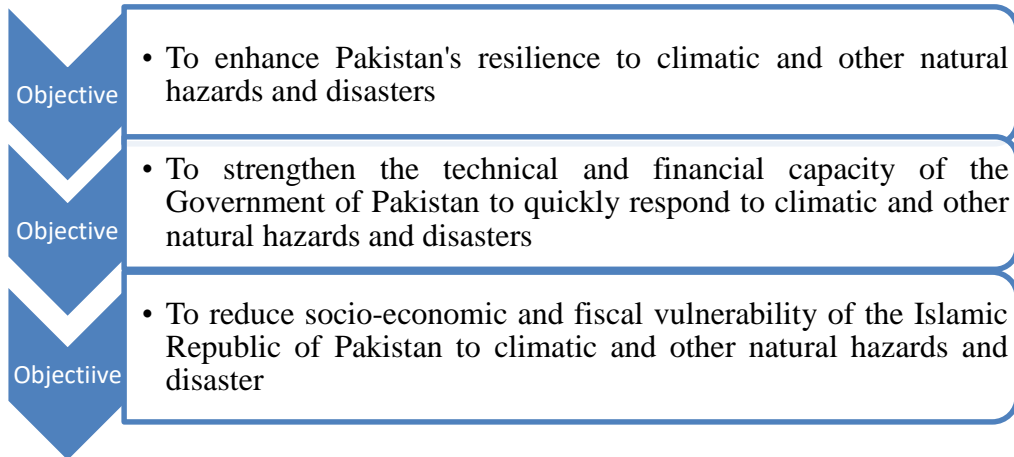 Objective
• To enhance Pakistan's resilience to climatic and other natural
hazards and disasters
Objective
• To strengthen the technical and financial capacity of the
Government of Pakistan to quickly respond to climatic and other
natural hazards and disasters
Objectiive
• To reduce socio-economic and fiscal vulnerability of the Islamic
Republic of Pakistan to climatic and other natural hazards and
disaster